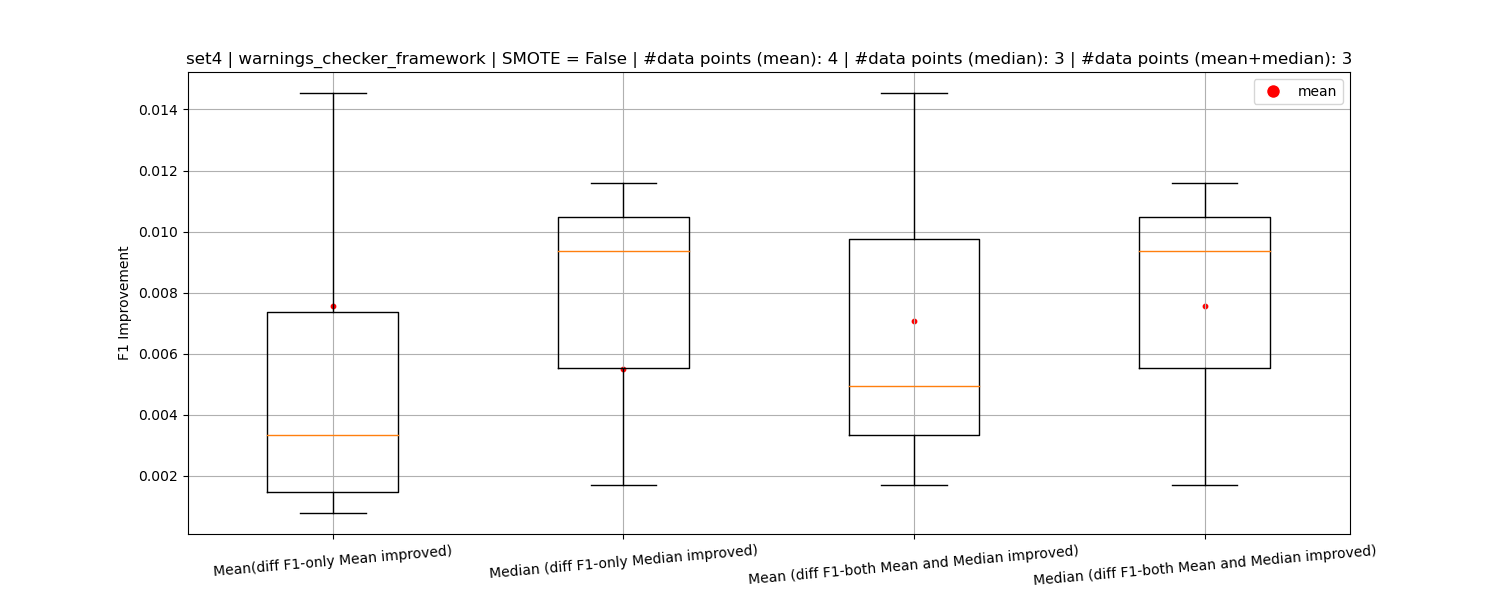 set4 | warnings_checker_framework | SMOTE = False | #data points (mean): 4 | #data points (median): 3 | #data points (mean+median): 3
mean
0.014
0.012
0.010
0.008
0.006
0.004
0.002
F1 Improvement
Mean(diff F1-only Mean improved)
Median (diff F1-only Median improved)
Mean (diff F1-both Mean and Median improved)
Median (diff F1-both Mean and Median improved)